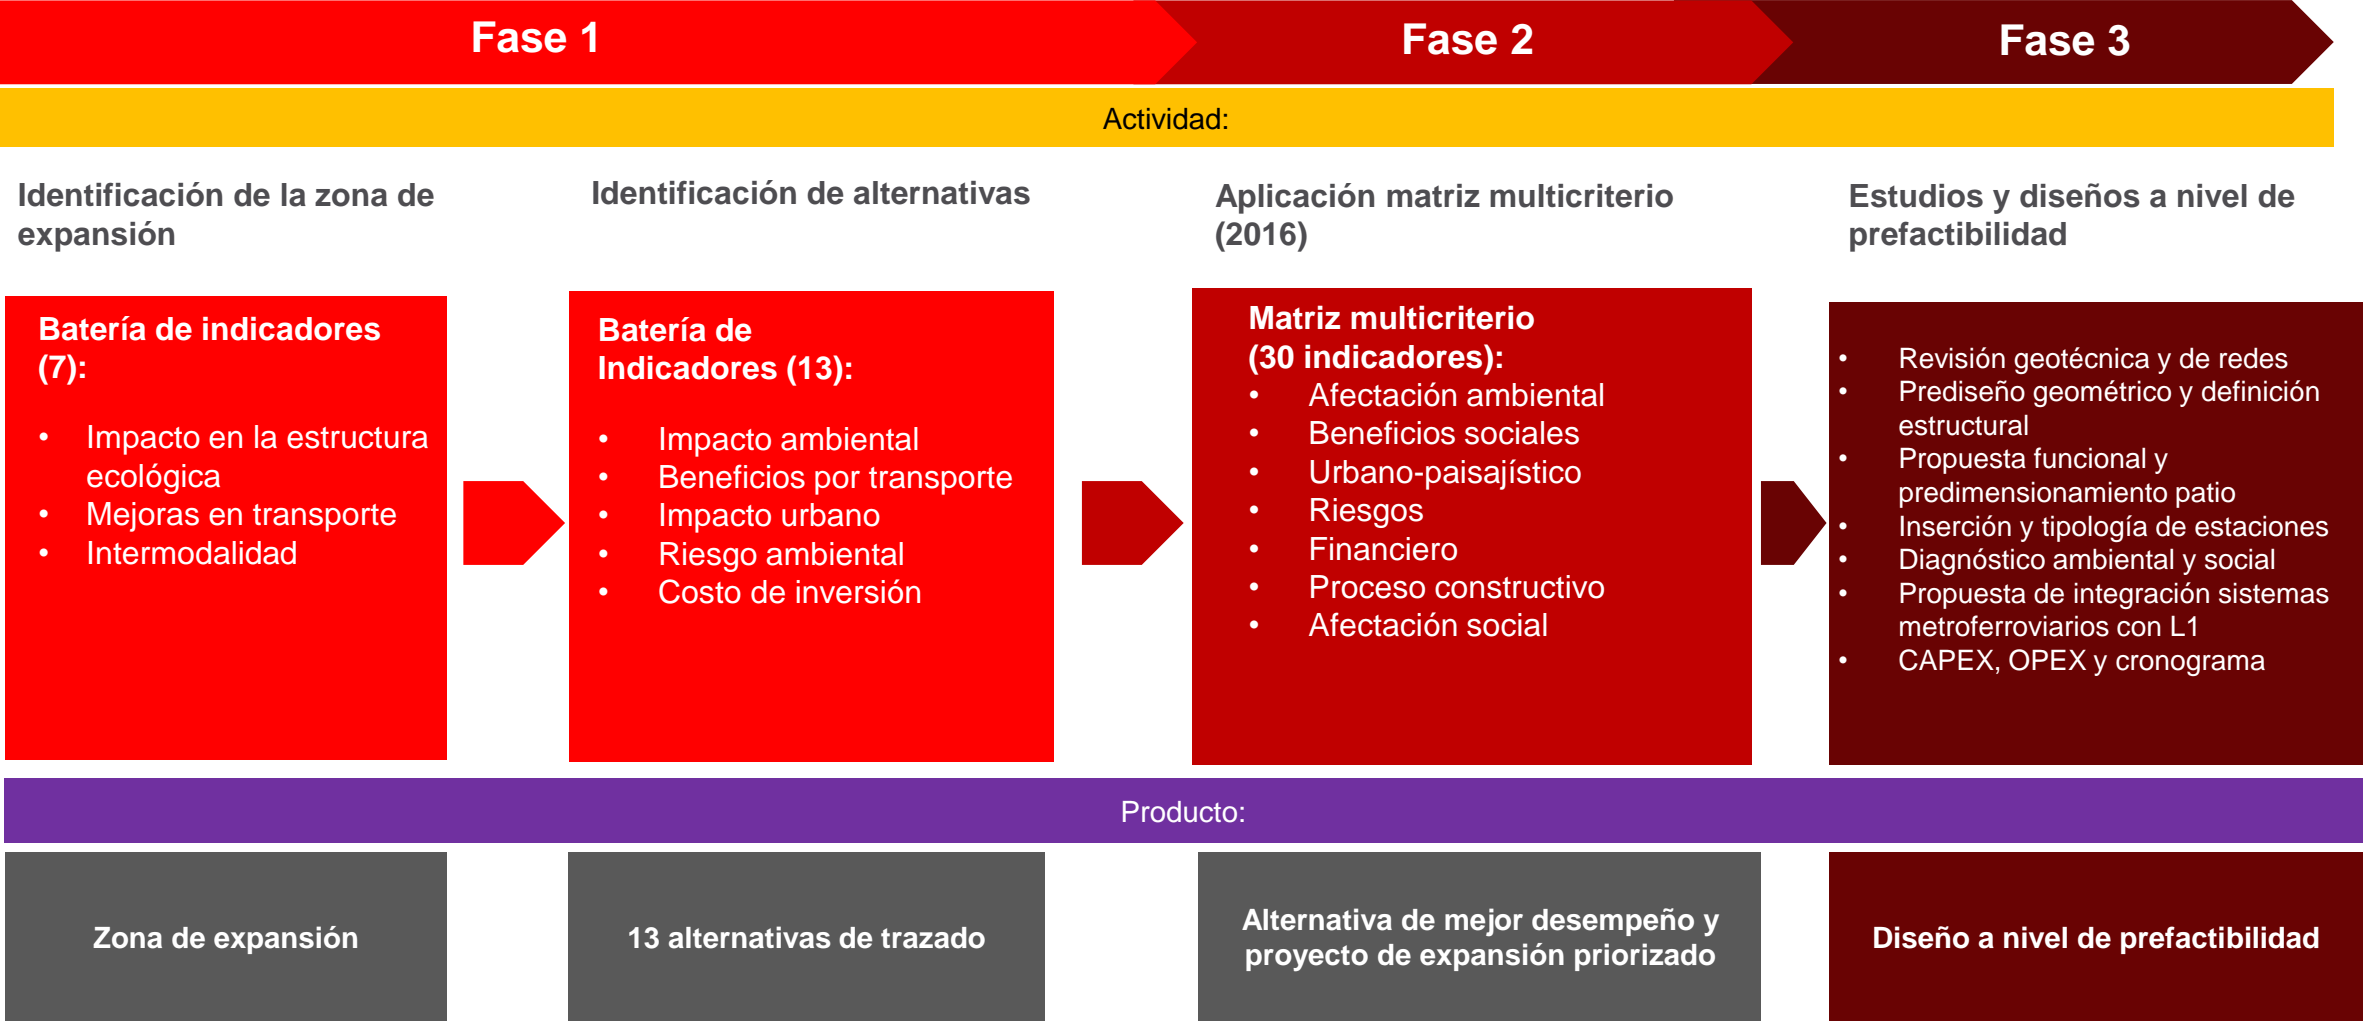 Fase 1
Fase 2
Fase 3
Actividad:
Identificación de la zona de
expansión
Identificación de alternativas
Aplicación matriz multicriterio
(2016)
Estudios y diseños a nivel de
prefactibilidad
Batería de indicadores
(7):
• Impacto en la estructura
ecológica
• Mejoras en transporte
• Intermodalidad
Batería de
Indicadores (13):
• Impacto ambiental
• Beneficios por transporte
• Impacto urbano
• Riesgo ambiental
• Costo de inversión
Matriz multicriterio
(30 indicadores):
• Afectación ambiental
• Beneficios sociales
• Urbano-paisajístico
• Riesgos
• Financiero
• Proceso constructivo
• Afectación social
• Revisión geotécnica y de redes
• Prediseño geométrico y definición
estructural
• Propuesta funcional y
predimensionamiento patio
• Inserción y tipología de estaciones
• Diagnóstico ambiental y social
• Propuesta de integración sistemas
metroferroviarios con L1
• CAPEX, OPEX y cronograma
Producto:
Zona de expansión
13 alternativas de trazado
Alternativa de mejor desempeño y
proyecto de expansión priorizado
Diseño a nivel de prefactibilidad